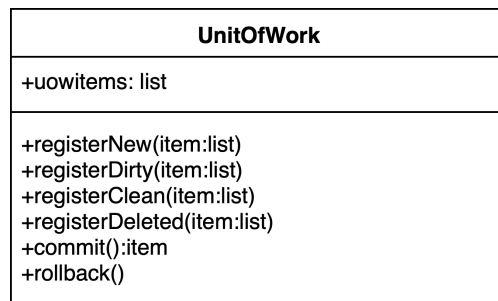 UnitOfWork
+uowitems: list
+registerNew(item:list)
+registerDirty(item:list)
+registerClean(item:list)
+registerDeleted(item:list)
+commit():item
+rollback()